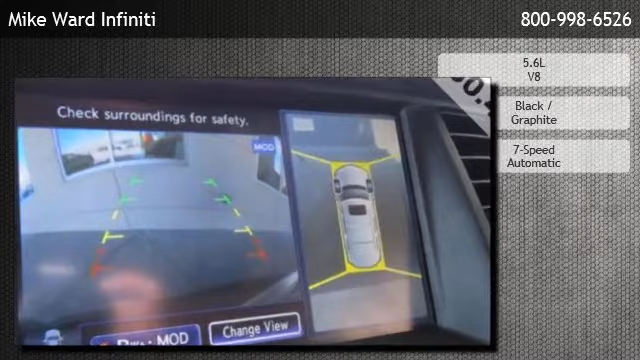 Mike Ward Infiniti
800-998-6526
5.6L
V8
Black /
Graphite
7-Speed
Automatic
Check surroundings for safety.
MOD
: MOD
Change View